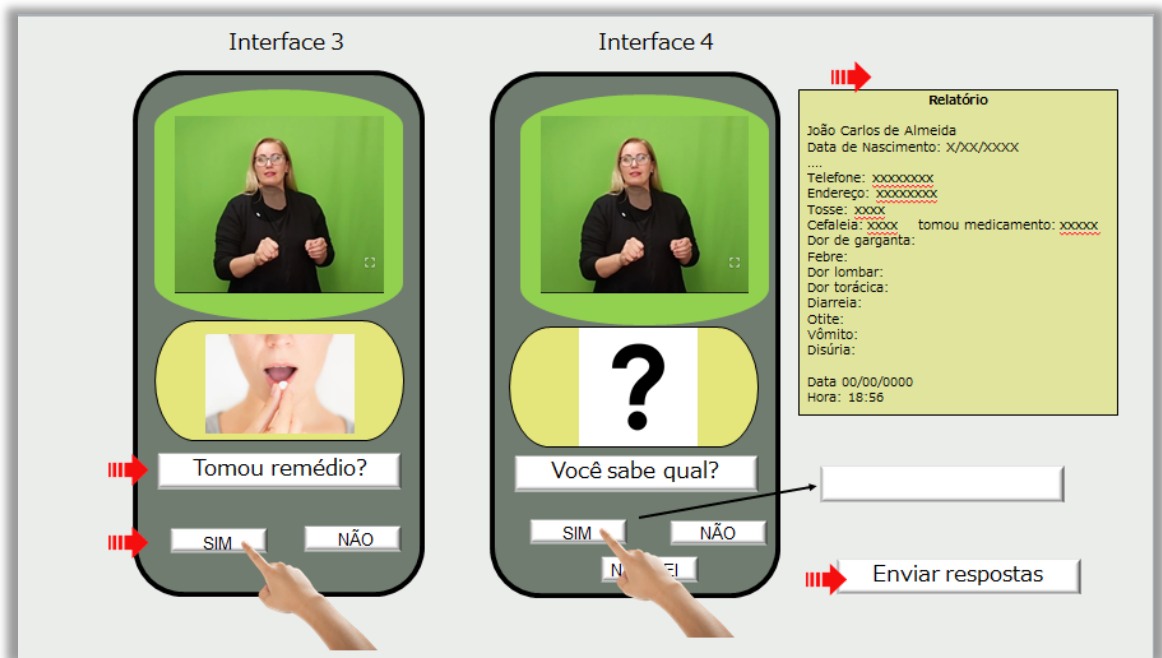 Interface 3
Tomou remédio?
SIM
NÃO
Interface 4
Você sabe qual?
SIM
NÃO
Relatório
João Carlos de Almeida
Data de Nascimento: X/XX/XXXX
....
Telefone: xxxxxxxx
Endereço: xxxxxxxx
Tosse: xxxx
Cefaleia: xxxx tomou medicamento: xxxxx
Dor de garganta:
Febre:
Dor lombar:
Dor torácica:
Diarreia:
Otite:
Vômito:
Disúria:
Data 00/00/0000
Hora: 18:56
Enviar respostas